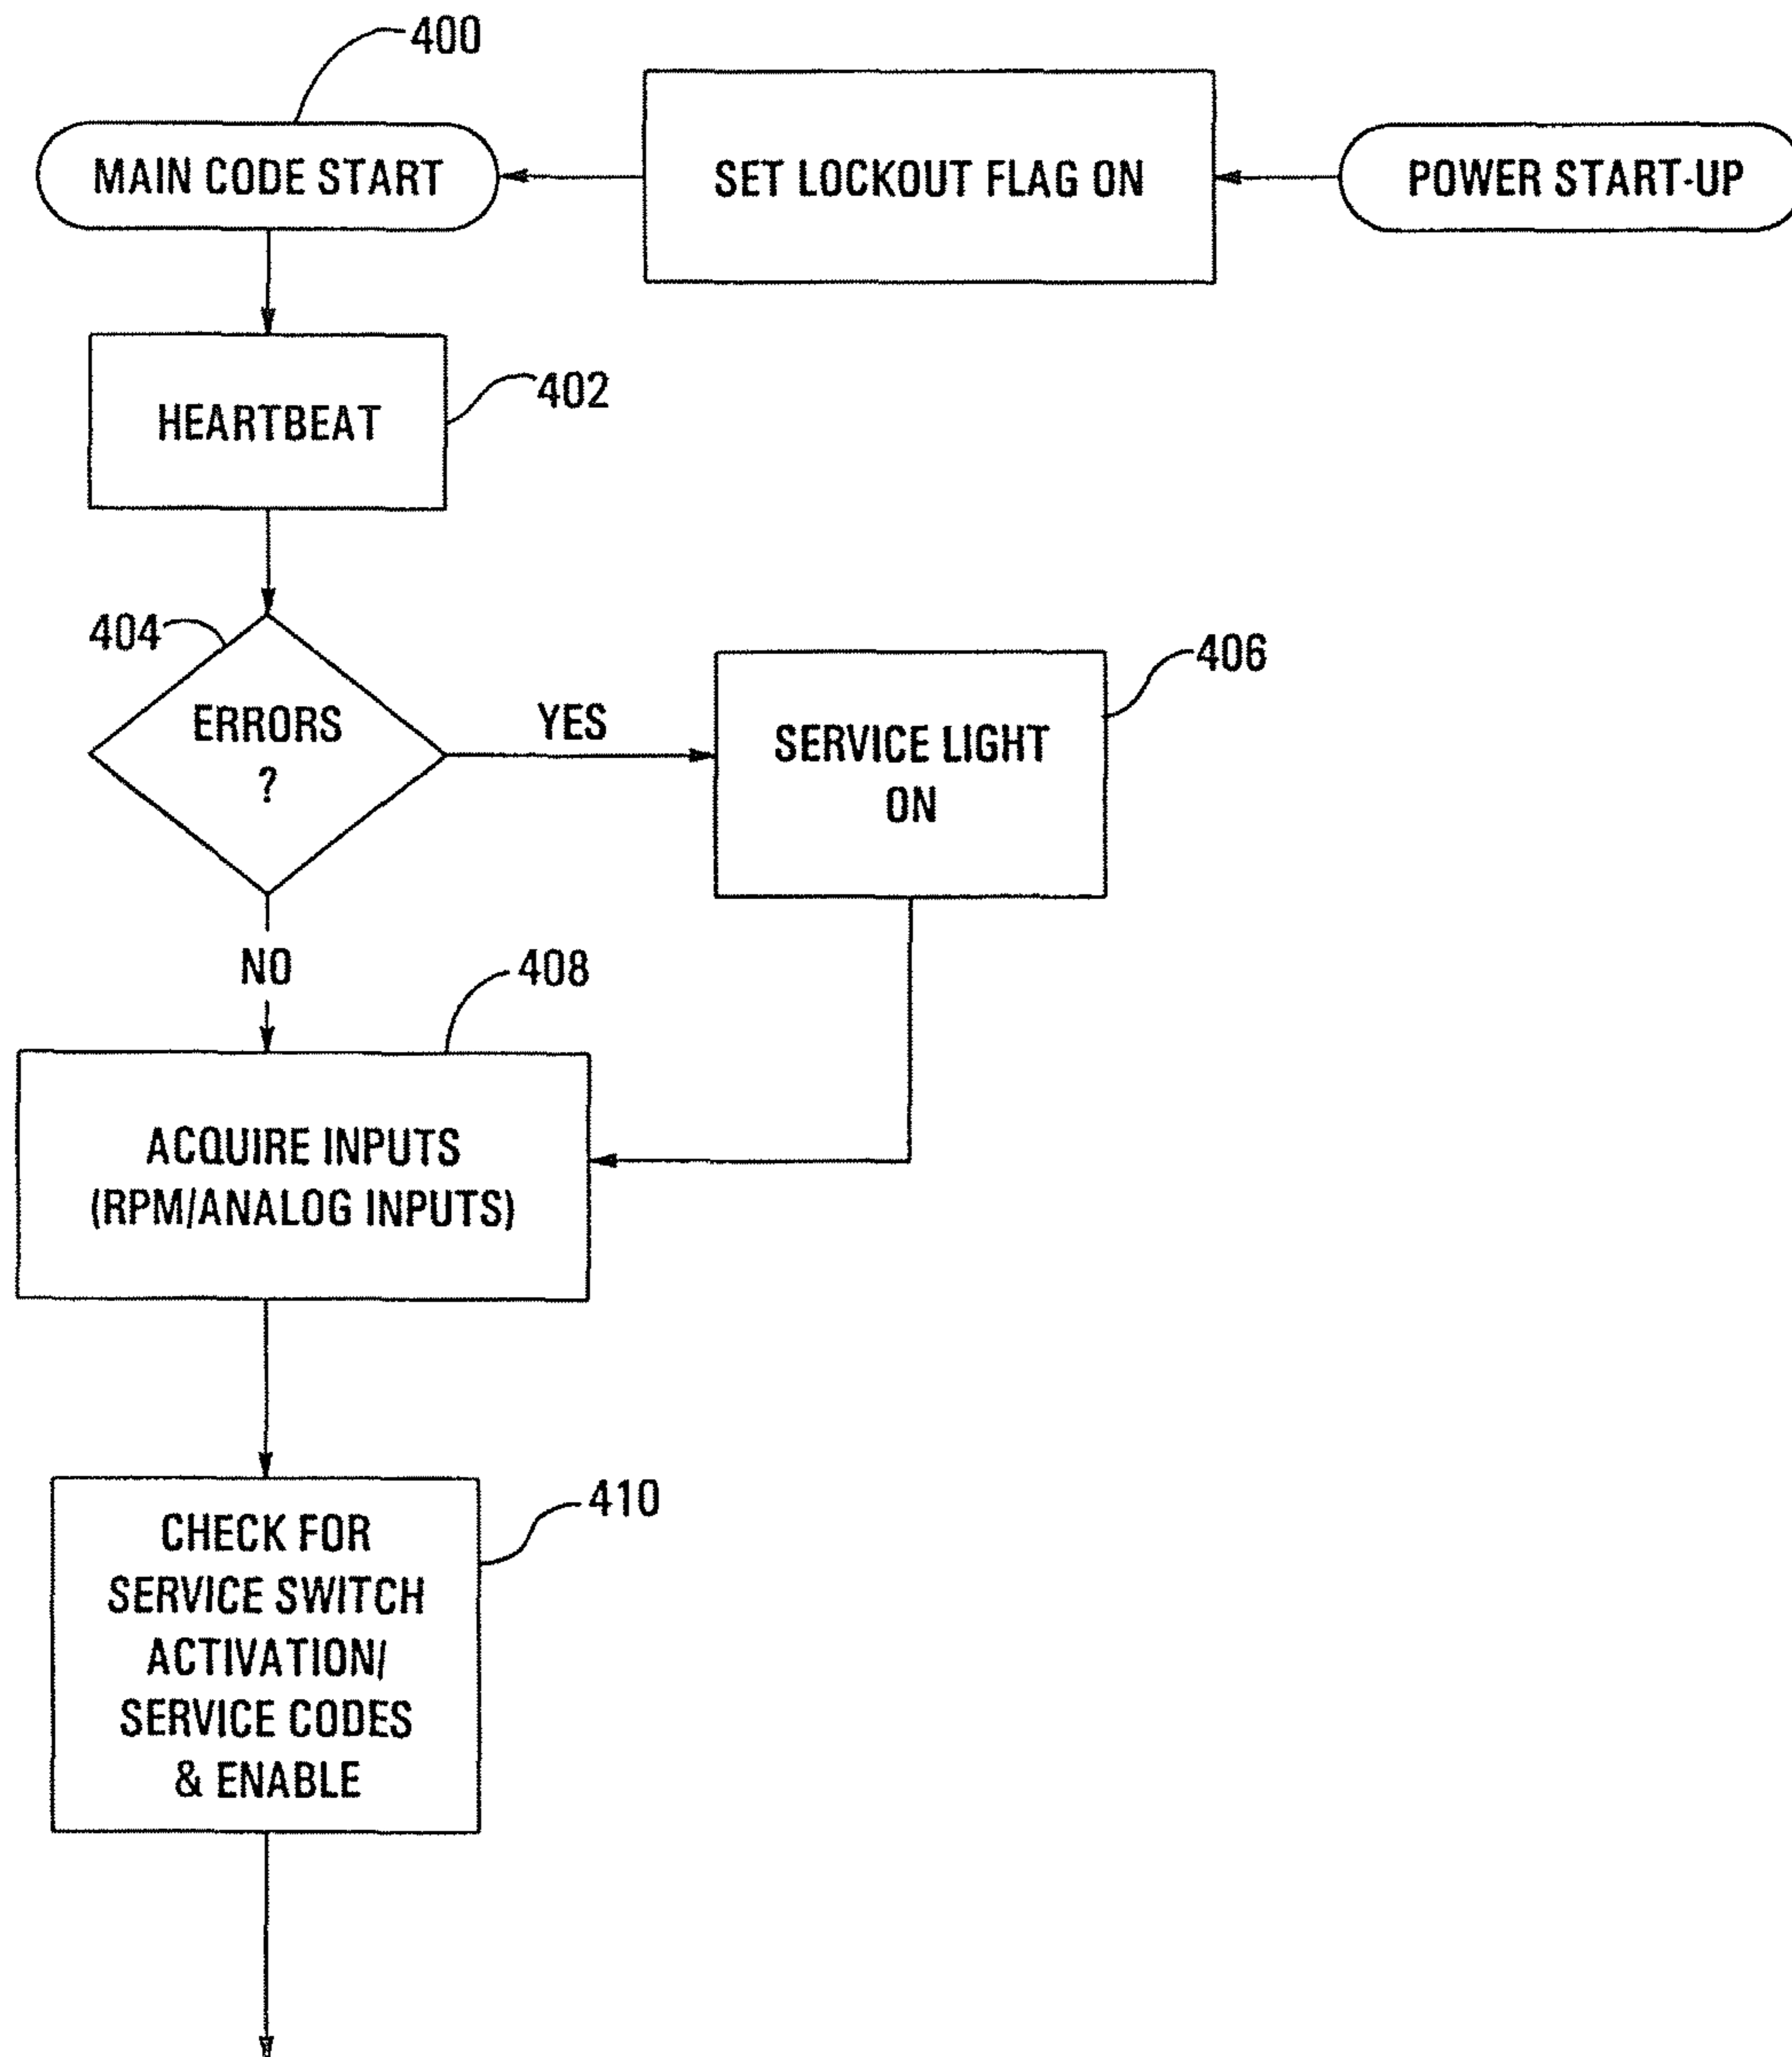 400
MAIN CODE START
SET LOCKOUT FLAG ON
POWER START-UP
HEARTBEAT
402
404
ERRORS
?
YES
SERVICE LIGHT
ON
406
NO
408
ACQUIRE INPUTS
(RPM/ANALOG INPUTS)
CHECK FOR
SERVICE SWITCH
ACTIVATION/
SERVICE CODES
& ENABLE
410